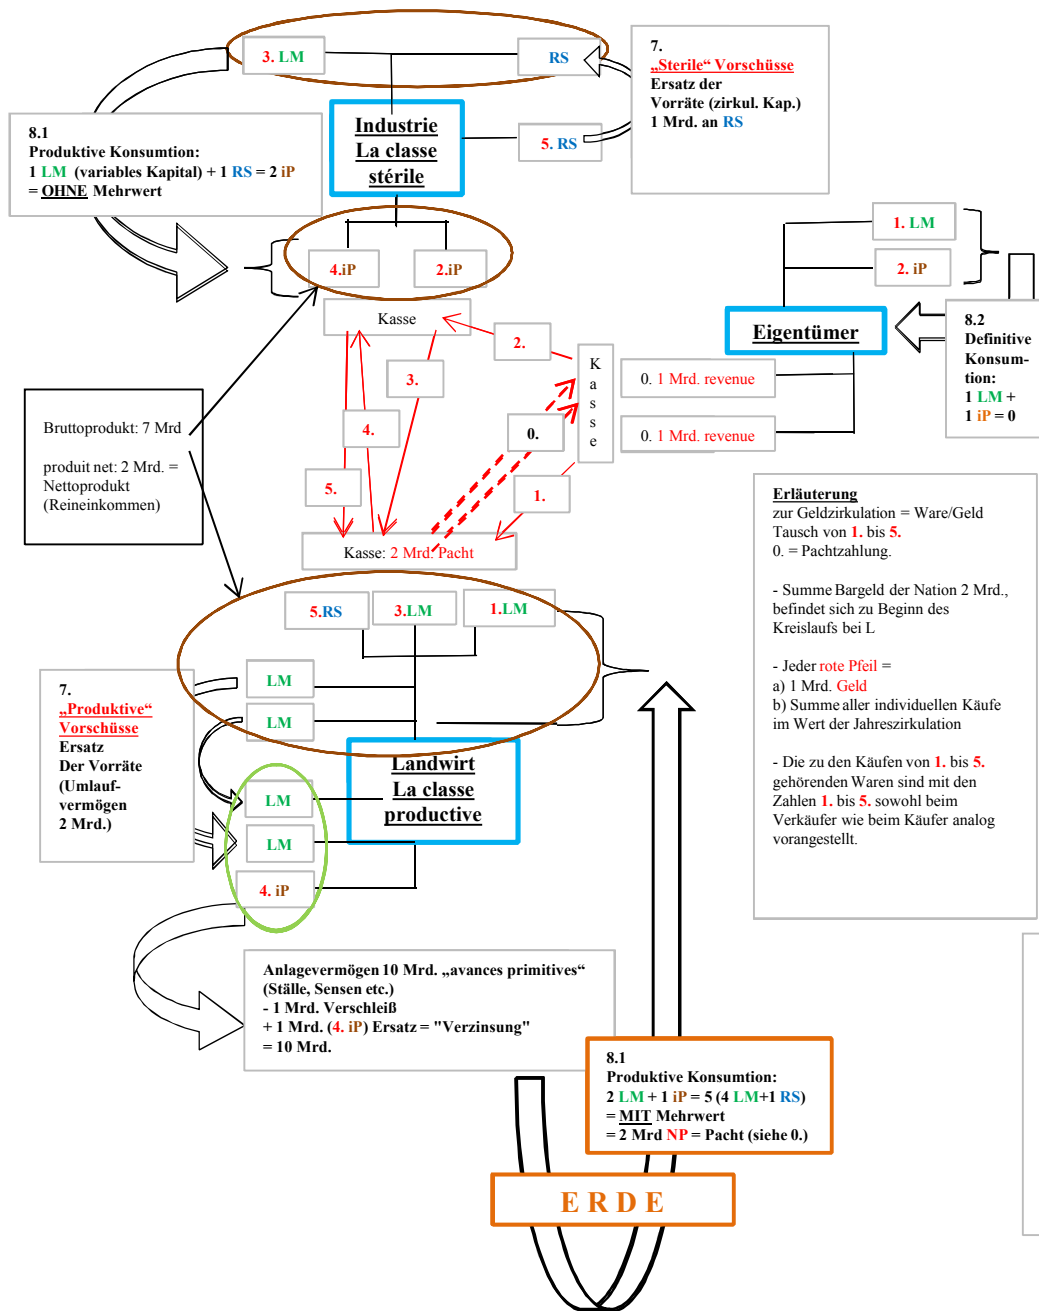 3. LM
RS
7.
„Sterile“ Vorschüsse
Ersatz der
Vorräte (zirkul. Kap.)
1 Mrd. an RS
Industrie
La classe
stérile
5. RS
8.1
Produktive Konsumtion:
1 LM (variables Kapital) + 1 RS = 2 iP
= OHNE Mehrwert
4.iP
2.iP
1. LM
2. iP
Eigentümer
8.2
Definitive
Konsum-
tion:
1 LM +
1 iP = 0
Kasse
2.
3.
4.
5.
0.
1.
K
a
s
s
e
0. 1 Mrd. revenue
0. 1 Mrd. revenue
Bruttoprodukt: 7 Mrd
produit net: 2 Mrd. =
Nettoprodukt
(Reineinkommen)
Kasse: 2 Mrd. Pacht
Erläuterung
zur Geldzirkulation = Ware/Geld
Tausch von 1. bis 5.
0. = Pachtzahlung.
- Summe Bargeld der Nation 2 Mrd.,
befindet sich zu Beginn des
Kreislaufs bei L
- Jeder rote Pfeil =
a) 1 Mrd. Geld
b) Summe aller individuellen Käufe
im Wert der Jahreszirkulation
- Die zu den Käufen von 1. bis 5.
gehörenden Waren sind mit den
Zahlen 1. bis 5. sowohl beim
Verkäufer wie beim Käufer analog
vorangestellt.
5.RS
3.LM
1.LM
LM
LM
7.
„Produktive“
Vorschüsse
Ersatz
Der Vorräte
(Umlauf-
vermögen
2 Mrd.)
Landwirt
La classe
productive
LM
LM
4. iP
Anlagevermögen 10 Mrd. „avances primitives“
(Ställe, Sensen etc.)
- 1 Mrd. Verschleiß
+ 1 Mrd. (4. iP) Ersatz = "Verzinsung"
= 10 Mrd.
8.1
Produktive Konsumtion:
2 LM + 1 iP = 5 (4 LM+1 RS)
= MIT Mehrwert
= 2 Mrd NP = Pacht (siehe 0.)
E R D E